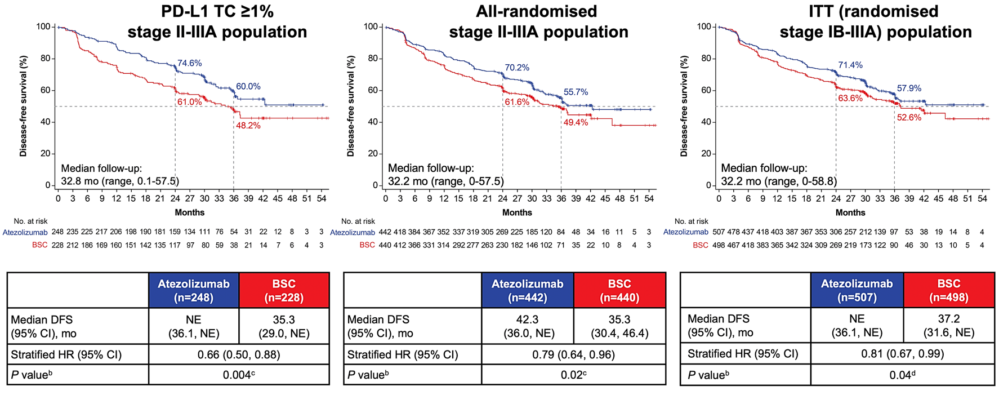 PD-L1 TC ≥1%
stage II-IIIA population
100
80
60
40
20
0
Disease-free survival (%)
74.6%
60.0%
61.0%
48.2%
Median follow-up:
32.8 mo (range, 0.1-57.5)
0 3 6 9 12 15 18 21 24 27 30 33 36 39 42 45 48 51 54
Months
No. at risk
Atezolizumab 248 235 225 217 206 198 190 181 159 134 111 76 54 31 22 12 8 3 3
BSC 228 212 186 169 160 151 142 135 117 97 80 59 38 21 14 7 6 4 3
All-randomised
stage II-IIIA population
100
80
60
40
20
0
Disease-free survival (%)
70.2%
55.7%
61.6%
49.4%
Median follow-up:
32.2 mo (range, 0-57.5)
0 3 6 9 12 15 18 21 24 27 30 33 36 39 42 45 48 51 54
Months
No. at risk
Atezolizumab 442 418 384 367 352 337 319 305 269 225 185 120 84 48 34 16 11 5 3
BSC 440 412 366 331 314 292 277 263 230 182 146 102 71 35 22 10 8 4 3
ITT (randomised
stage IB-IIIA) population
100
80
60
40
20
0
Disease-free survival (%)
71.4%
57.9%
63.6%
52.6%
Median follow-up:
32.2 mo (range, 0-58.8)
0 3 6 9 12 15 18 21 24 27 30 33 36 39 42 45 48 51 54
Months
No. at risk
Atezolizumab 507 478 437 418 403 387 367 353 306 257 212 139 97 53 38 19 14 8 4
BSC 498 467 418 383 365 342 324 309 269 219 173 122 90 46 30 13 10 5 4
Atezolizumab BSC
(n=248) (n=228)
Median DFS NE 35.3
(95% CI), mo (36.1, NE) (29.0, NE)
Stratified HR (95% CI) 0.66 (0.50, 0.88)
P valueᵇ 0.004ᶜ
Atezolizumab BSC
(n=442) (n=440)
Median DFS 42.3 35.3
(95% CI), mo (36.0, NE) (30.4, 46.4)
Stratified HR (95% CI) 0.79 (0.64, 0.96)
P valueᵇ 0.02ᶜ
Atezolizumab BSC
(n=507) (n=498)
Median DFS NE 37.2
(95% CI), mo (36.1, NE) (31.6, NE)
Stratified HR (95% CI) 0.81 (0.67, 0.99)
P valueᵇ 0.04ᵈ